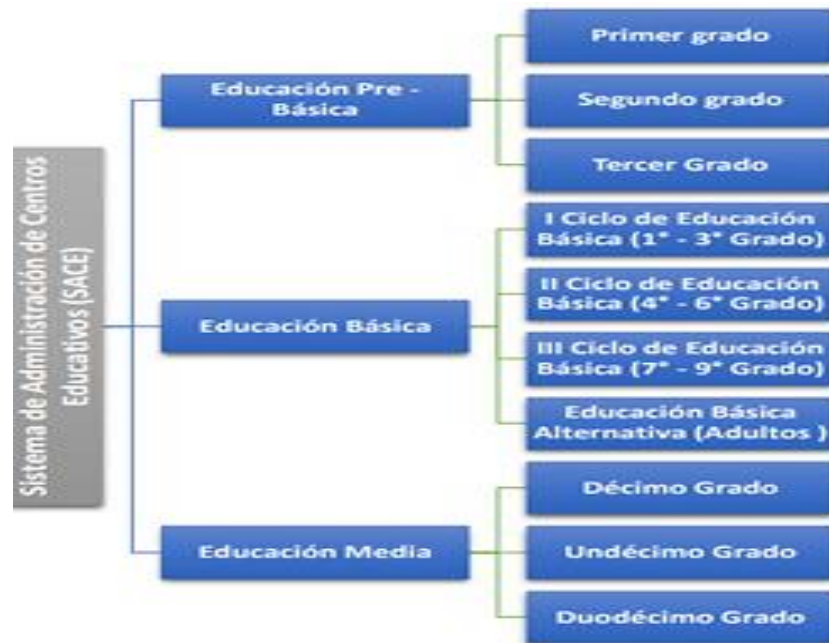 Sistema de Administración de Centros
Educativos (SACE)
Educación Pre -
Básica
Primer grado
Segundo grado
Tercer Grado
Educación Básica
I Ciclo de Educación
Básica (1° - 3° Grado)
II Ciclo de Educación
Básica (4° - 6° Grado)
III Ciclo de Educación
Básica (7° - 9° Grado)
Educación Básica
Alternativa (Adultos )
Educación Media
Décimo Grado
Undécimo Grado
Duodécimo Grado